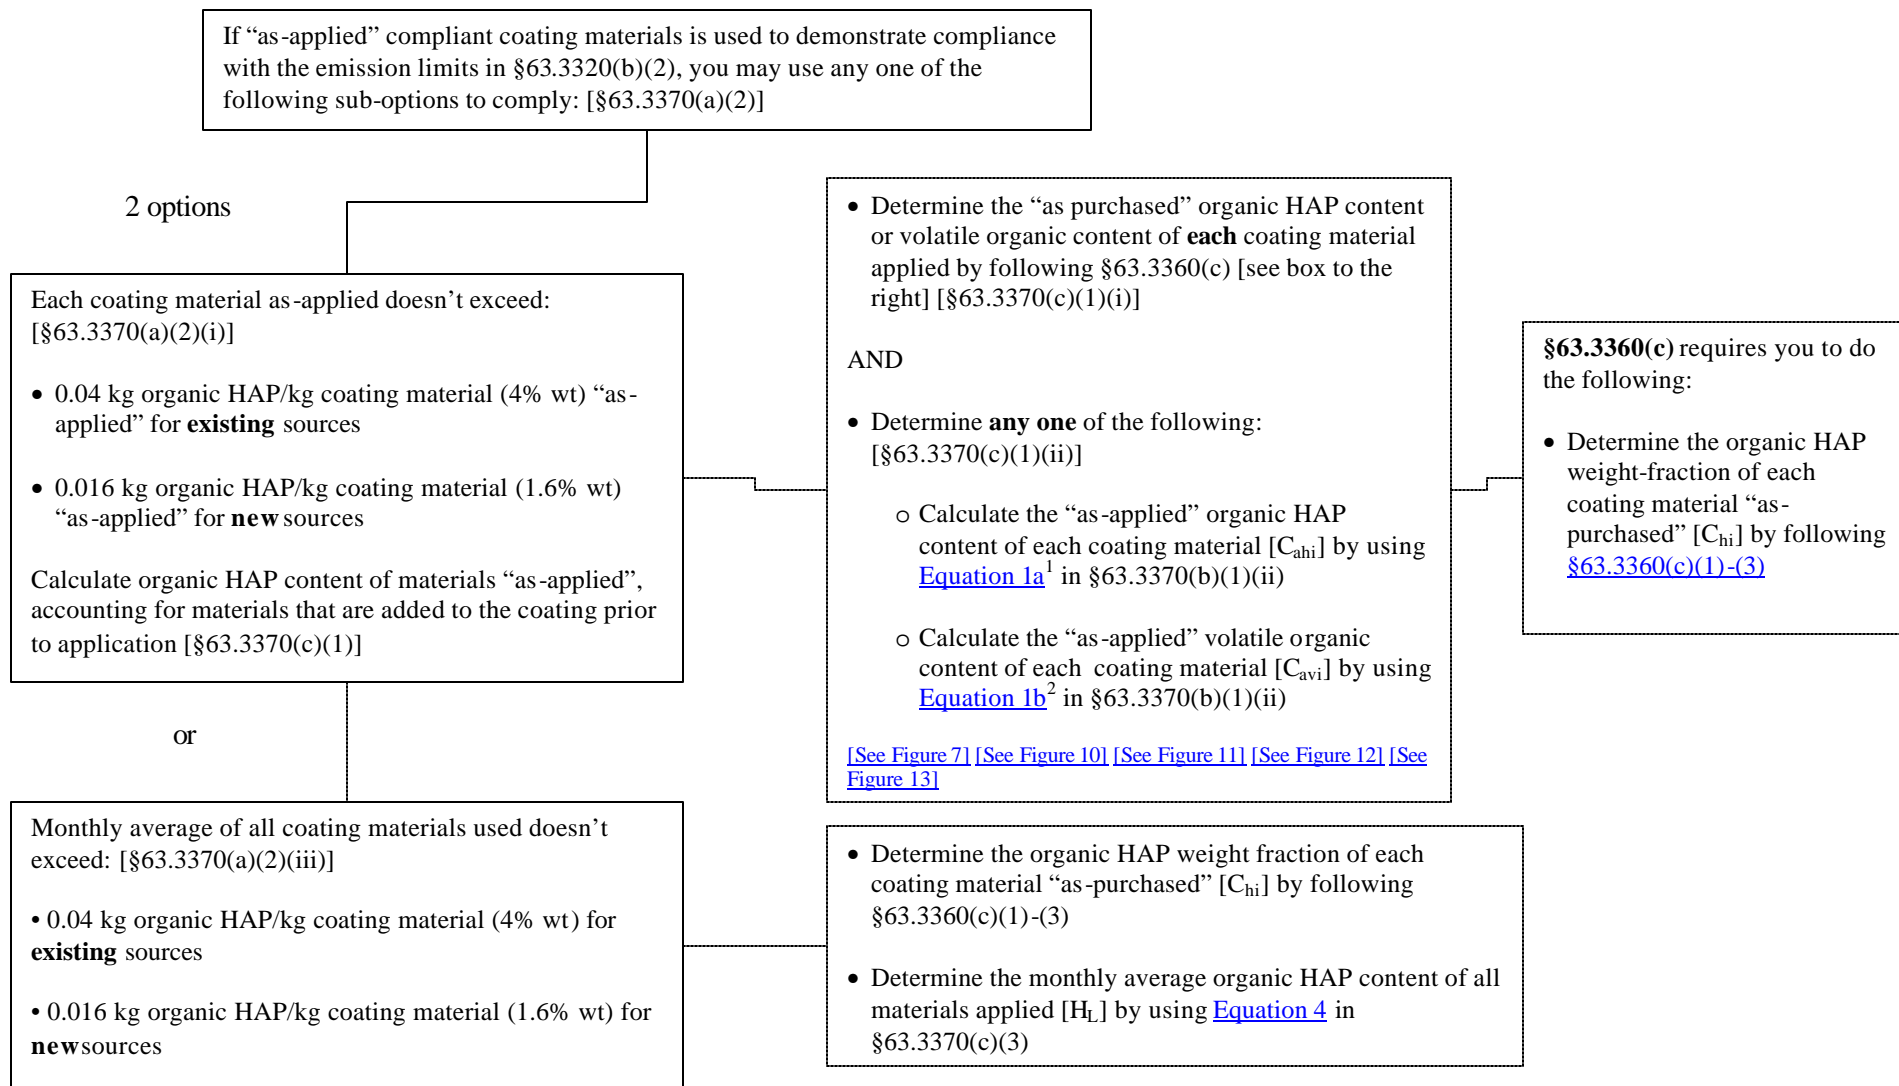 If “as-applied” compliant coating materials is used to demonstrate compliance
with the emission limits in §63.3320(b)(2), you may use any one of the
following sub-options to comply: [§63.3370(a)(2)]
2 options
Each coating material as-applied doesn’t exceed:
[§63.3370(a)(2)(i)]
• 0.04 kg organic HAP/kg coating material (4% wt) “as-
applied” for existing sources
• 0.016 kg organic HAP/kg coating material (1.6% wt)
“as-applied” for new sources
Calculate organic HAP content of materials “as-applied”,
accounting for materials that are added to the coating prior
to application [§63.3370(c)(1)]
• Determine the “as purchased” organic HAP content
or volatile organic content of each coating material
applied by following §63.3360(c) [see box to the
right] [§63.3370(c)(1)(i)]
AND
• Determine any one of the following:
[§63.3370(c)(1)(ii)]
o Calculate the “as-applied” organic HAP
content of each coating material [Cahi] by using
Equation 1a1 in §63.3370(b)(1)(ii)
o Calculate the “as-applied” volatile organic
content of each coating material [Cavi] by using
Equation 1b2 in §63.3370(b)(1)(ii)
[See Figure 7] [See Figure 10] [See Figure 11] [See Figure 12] [See
Figure 13]
§63.3360(c) requires you to do
the following:
• Determine the organic HAP
weight-fraction of each
coating material “as-
purchased” [Chi] by following
§63.3360(c)(1)-(3)
or
Monthly average of all coating materials used doesn’t
exceed: [§63.3370(a)(2)(iii)]
• 0.04 kg organic HAP/kg coating material (4% wt) for
existing sources
• 0.016 kg organic HAP/kg coating material (1.6% wt) for
new sources
• Determine the organic HAP weight fraction of each
coating material “as-purchased” [Chi] by following
§63.3360(c)(1)-(3)
• Determine the monthly average organic HAP content of all
materials applied [HL] by using Equation 4 in
§63.3370(c)(3)